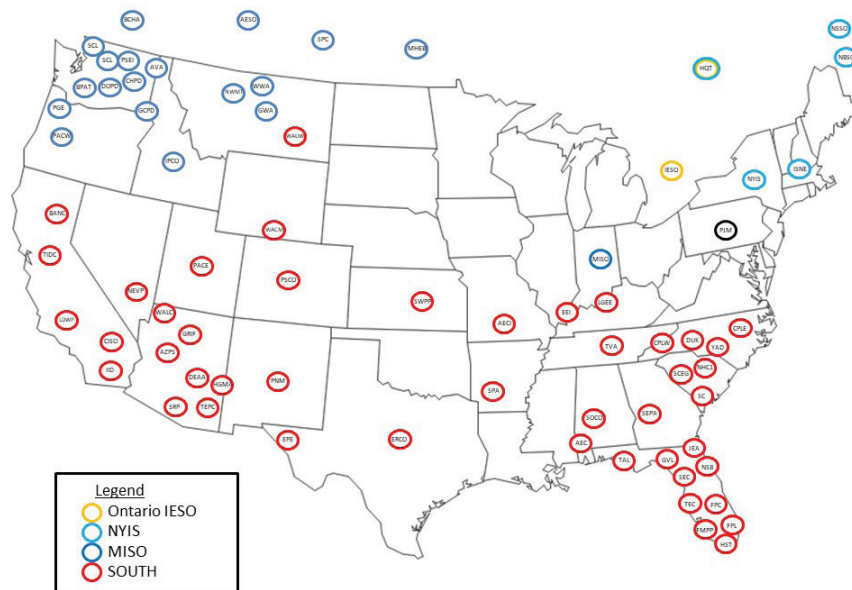 BCHA
AESO
SPC
MHEB
NSSO
NBSO
HQT
SCL
SCL
PSEI
AVA
BPAT
DOPD
CHPD
GCPD
PGE
PACW
NWMT
WWA
GWA
WAUW
IPCO
IESO
NYIS
ISNE
BANC
WACM
PJM
TIDC
PACE
PSCO
MISO
NEVP
SWPP
LGEE
WALC
EEI
LDWP
AECI
GRIF
CISO
AZPS
TVA
CPLW
DUK
YAD
CPLE
IID
DEAA
HGMA
PNM
SCEG
NHC1
SPA
SC
SRP
TEPC
SEPA
SOCO
EPE
ERCO
AEC
TAL
GVL
JEA
NSB
SEC
TEC
FPC
FMPP
FPL
HST
Legend
Ontario IESO
NYIS
MISO
SOUTH